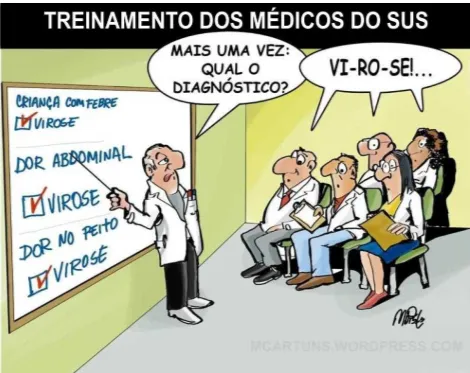 TREINAMENTO DOS MÉDICOS DO SUS
MAIS UMA VEZ:
QUAL O
DIAGNÓSTICO?
VI-RO-SE!...
CRIANÇA COM FEBRE
VIROSE
DOR ABDOMINAL
VIROSE
DOR NO PEITO
VIROSE
MCARTUNS.WORDPRESS.COM